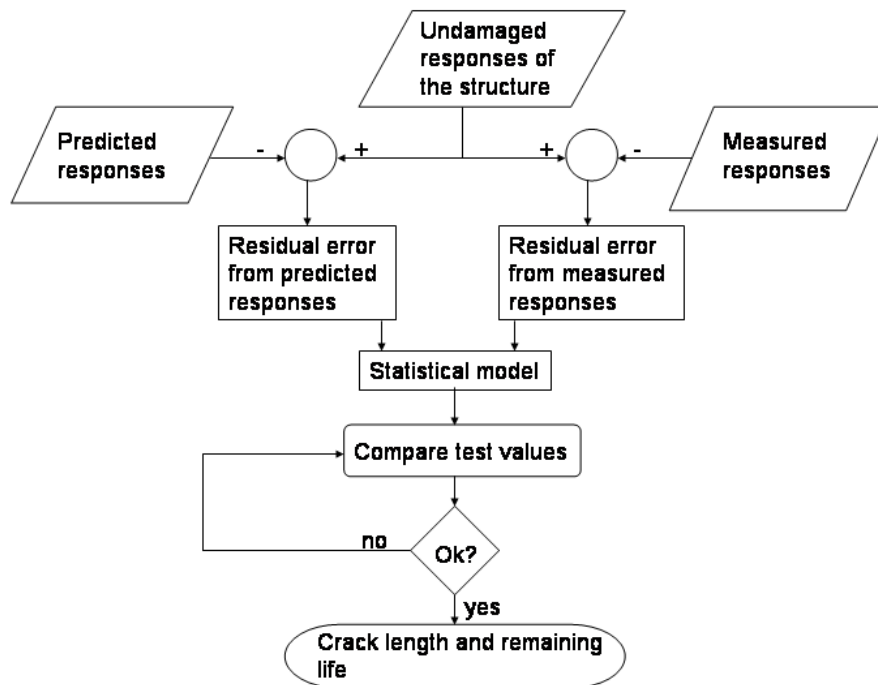 Undamaged
responses of
the structure
Predicted
responses
-
+
+
-
Measured
responses
Residual error
from predicted
responses
Residual error
from measured
responses
Statistical model
Compare test values
no
Ok?
yes
Crack length and remaining
life